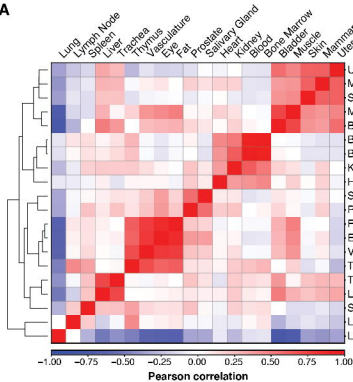 A
Lung
Lymph Node
Spleen
Liver
Trachea
Thymus
Vasculature
Eye
Fat
Prostate
Salivary Gland
Heart
Kidney
Blood
Bone Marrow
Bladder
Muscle
Skin
Mamma
Uter
U
M
S
M
B
B
B
K
H
S
P
F
E
V
T
T
L
S
L
L
−1.00 −0.75 −0.50 −0.25 0.00 0.25 0.50 0.75 1.00
Pearson correlation